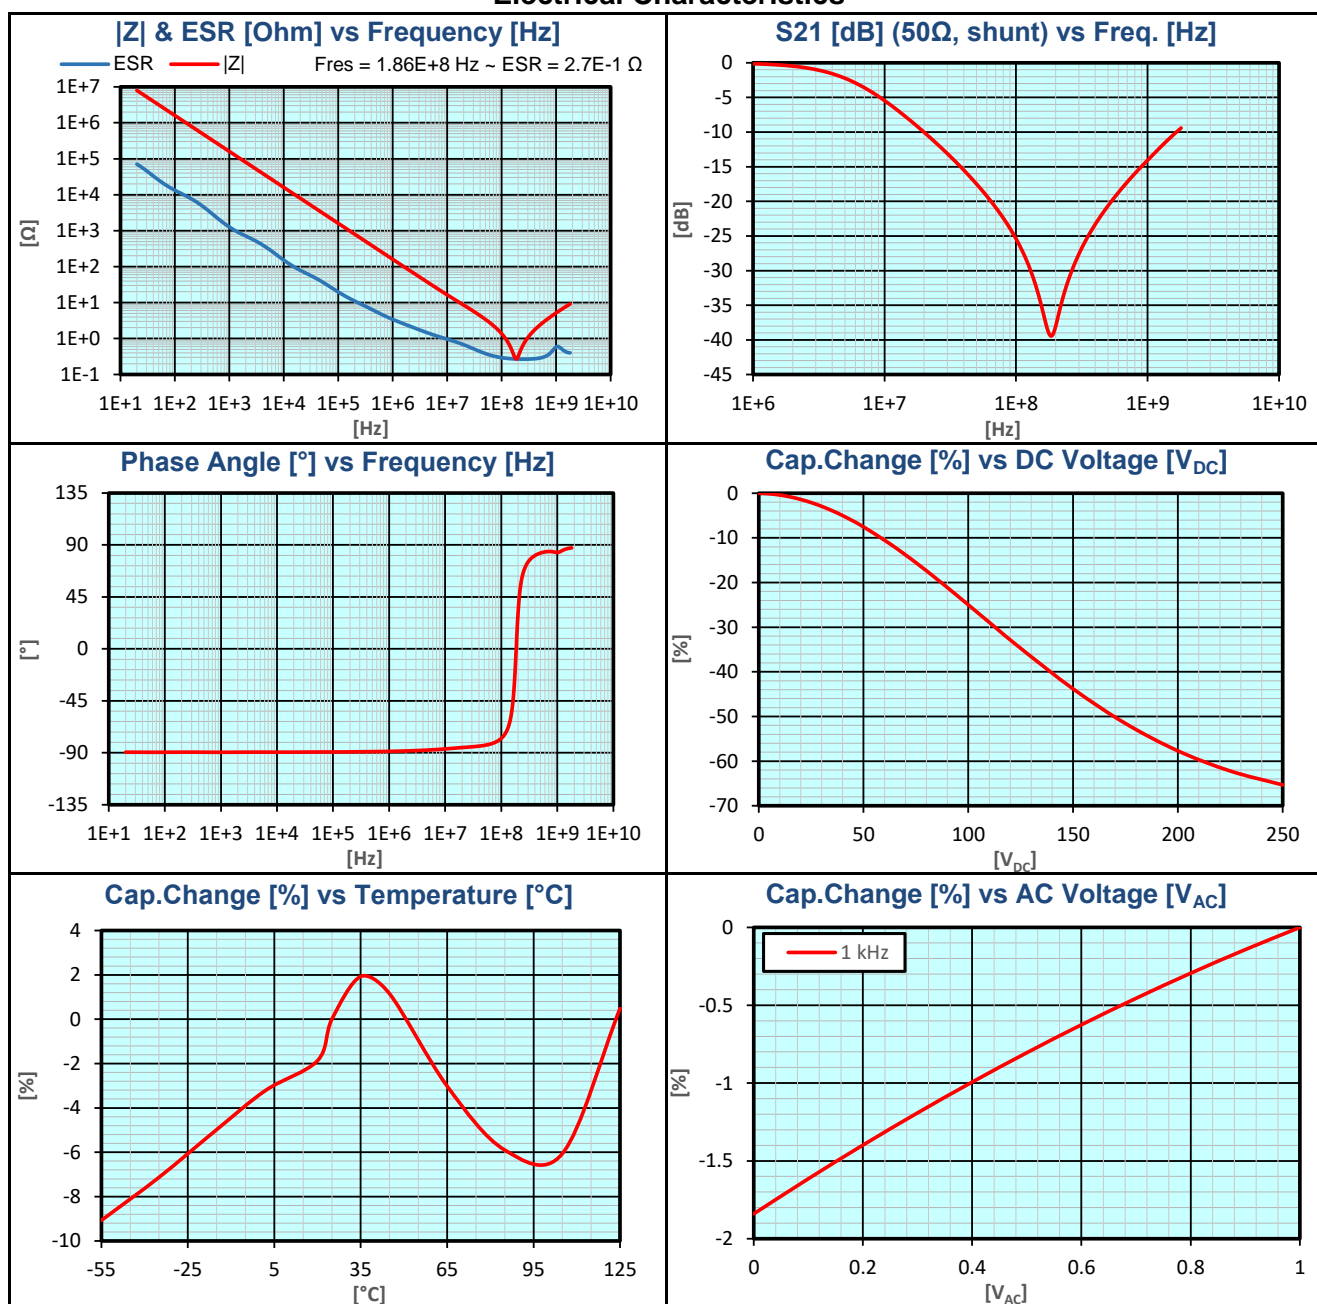 Electrical Characteristics
|Z| & ESR [Ohm] vs Frequency [Hz]
ESR |Z| Fres = 1.86E+8 Hz ~ ESR = 2.7E-1 Ω
1E+7
1E+6
1E+5
1E+4
1E+3
1E+2
1E+1
1E+0
1E-1
[Ω]
1E+1 1E+2 1E+3 1E+4 1E+5 1E+6 1E+7 1E+8 1E+9 1E+10
[Hz]
S21 [dB] (50Ω, shunt) vs Freq. [Hz]
0
-5
-10
-15
-20
-25
-30
-35
-40
-45
[dB]
1E+6 1E+7 1E+8 1E+9 1E+10
[Hz]
Phase Angle [°] vs Frequency [Hz]
135
90
45
0
-45
-90
-135
[°]
1E+1 1E+2 1E+3 1E+4 1E+5 1E+6 1E+7 1E+8 1E+9 1E+10
[Hz]
Cap.Change [%] vs DC Voltage [VDC]
0
-10
-20
-30
-40
-50
-60
-70
[%]
0 50 100 150 200 250
[VDC]
Cap.Change [%] vs Temperature [°C]
4
2
0
-2
-4
-6
-8
-10
[%]
-55 -25 5 35 65 95 125
[°C]
Cap.Change [%] vs AC Voltage [VAC]
1 kHz
0
-0.5
-1
-1.5
-2
[%]
0 0.2 0.4 0.6 0.8 1
[VAC]